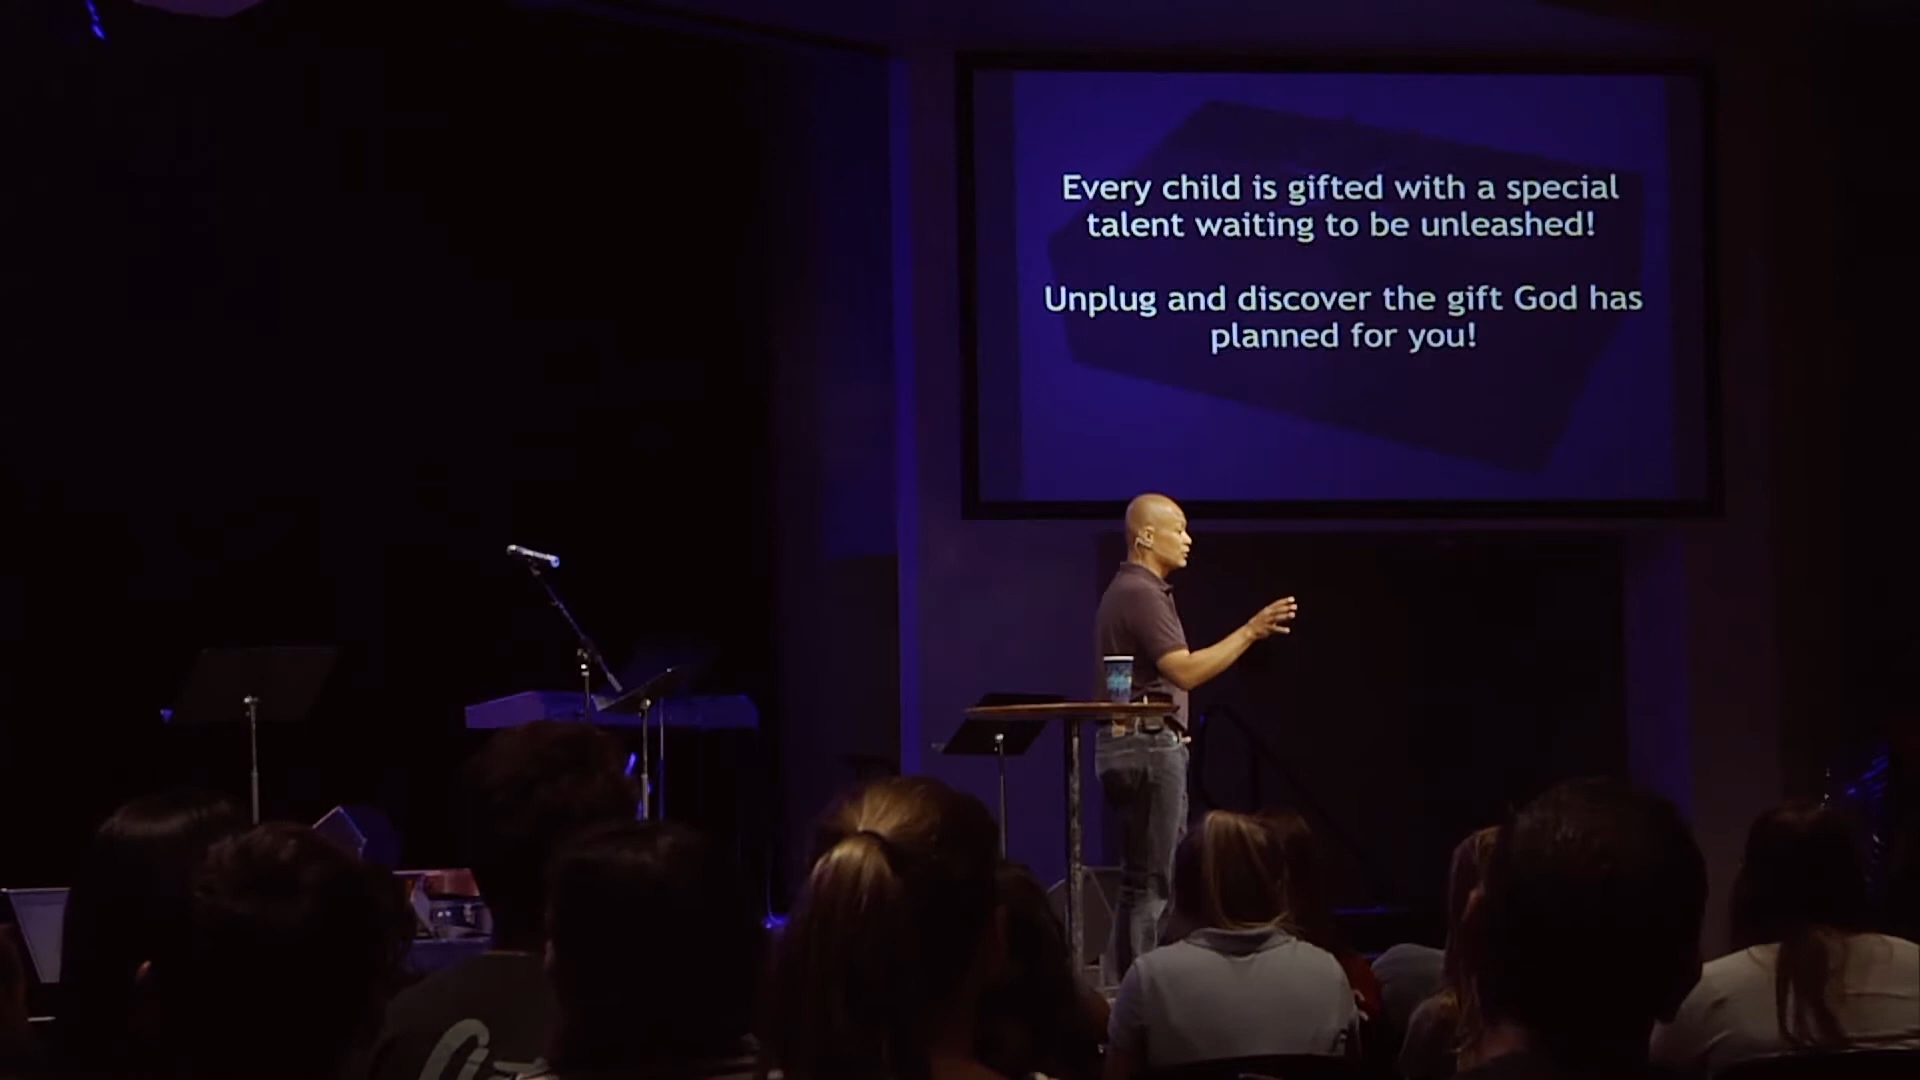 Every child is gifted with a special
talent waiting to be unleashed!
Unplug and discover the gift God has
planned for you!